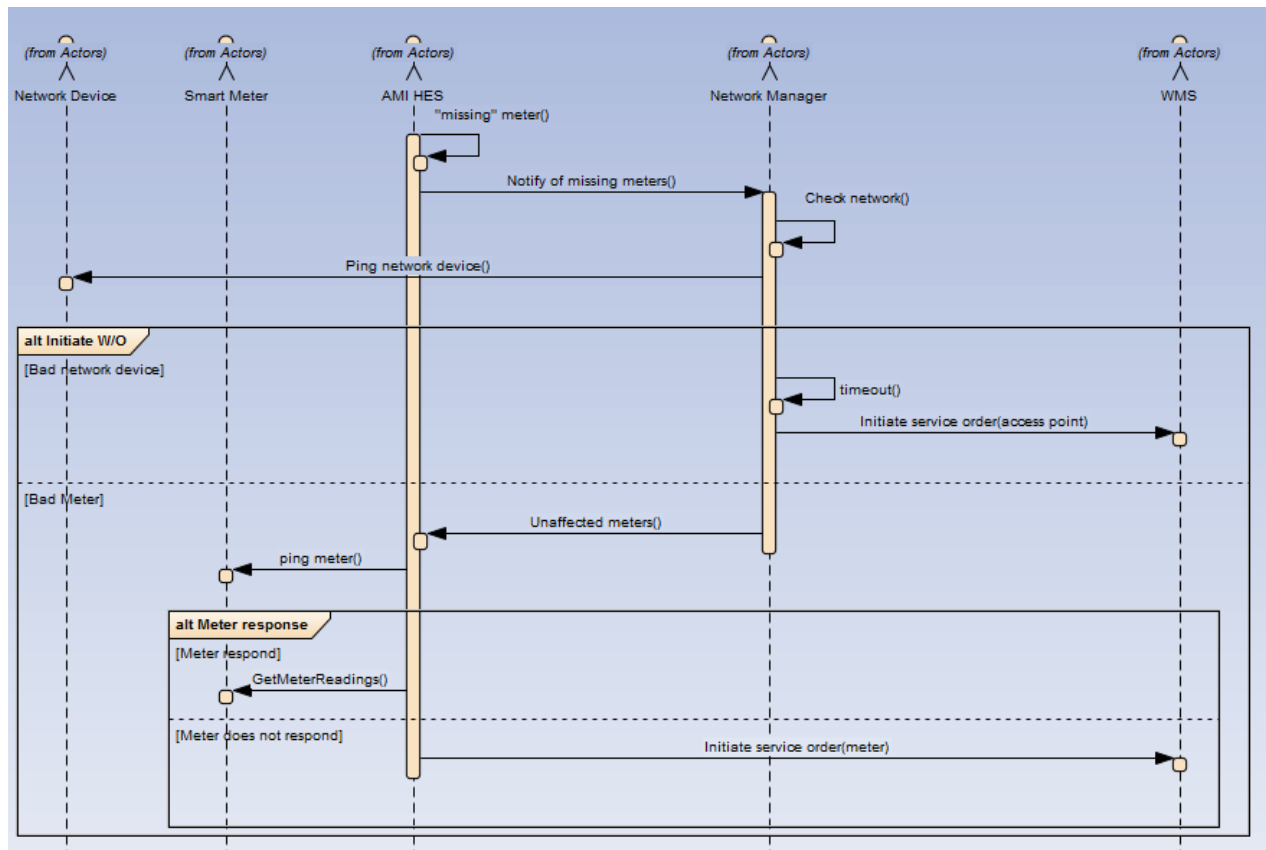 (from Actors) (from Actors) (from Actors) (from Actors) (from Actors)
Network Device Smart Meter AMI HES Network Manager WMS
"missing" meter()
Notify of missing meters()
Check network()
Ping network device()
alt Initiate W/O
[Bad network device]
timeout()
Initiate service order(access point)
[Bad Meter]
Unaffected meters()
ping meter()
alt Meter response
[Meter respond]
GetMeterReadings()
[Meter does not respond]
Initiate service order(meter)